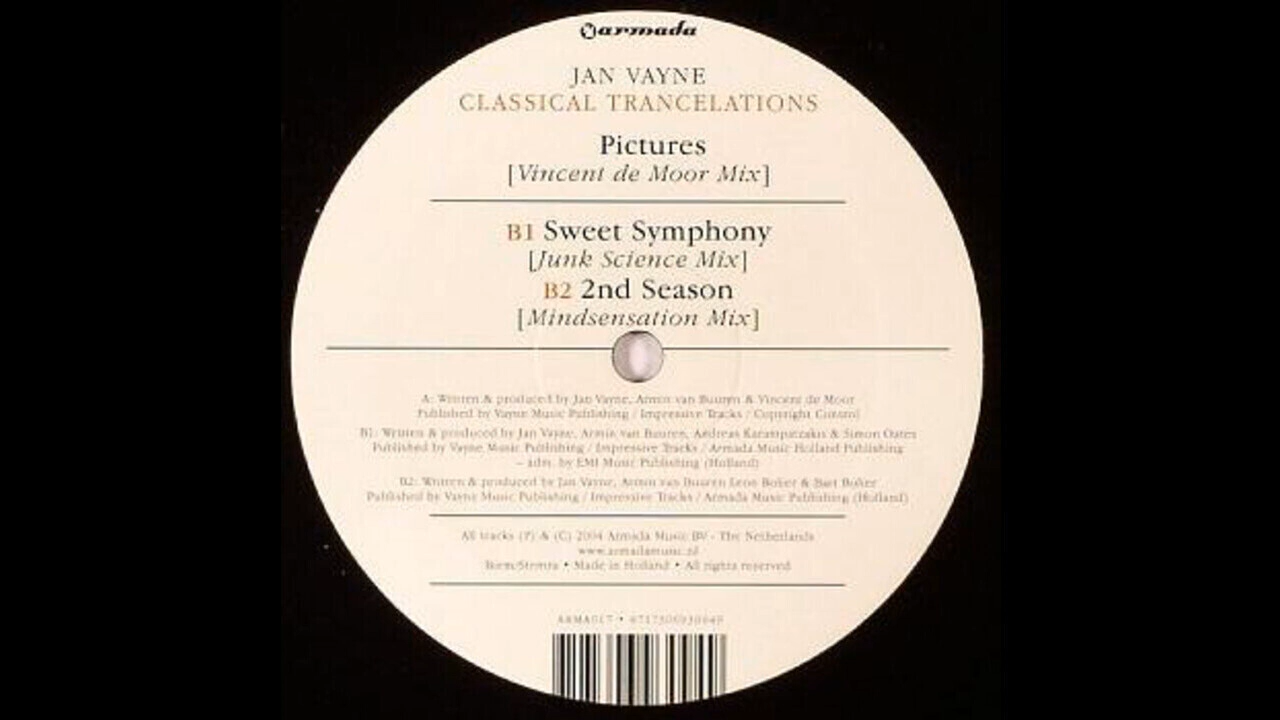 armada
JAN VAYNE
CLASSICAL TRANCELATIONS
Pictures
[Vincent de Moor Mix]
B1 Sweet Symphony
[Junk Science Mix]
B2 2nd Season
[Mindsensation Mix]
A: Written & produced by Jan Vayne, Armin van Buuren & Vincent de Moor
Published by Vayne Music Publishing / Impressive Tracks / Copyright Control
B1: Written & produced by Jan Vayne, Armin van Buuren, Andreas & Simon Oates
Published by Vayne Music Publishing / Impressive Tracks / Armada Music Holland Publishing
– adm. by EMI Music Publishing (Holland)
B2: Written & produced by Jan Vayne, Armin van Buuren Leon Bolier & Bart Bolier
Published by Vayne Music Publishing / Impressive Tracks / Armada Music Publishing (Holland)
All tracks (P) & (C) 2004 Armada Music BV - The Netherlands
www.armadamusic.nl
Biem/Stemra • Made in Holland • All rights reserved
ARMA017 •